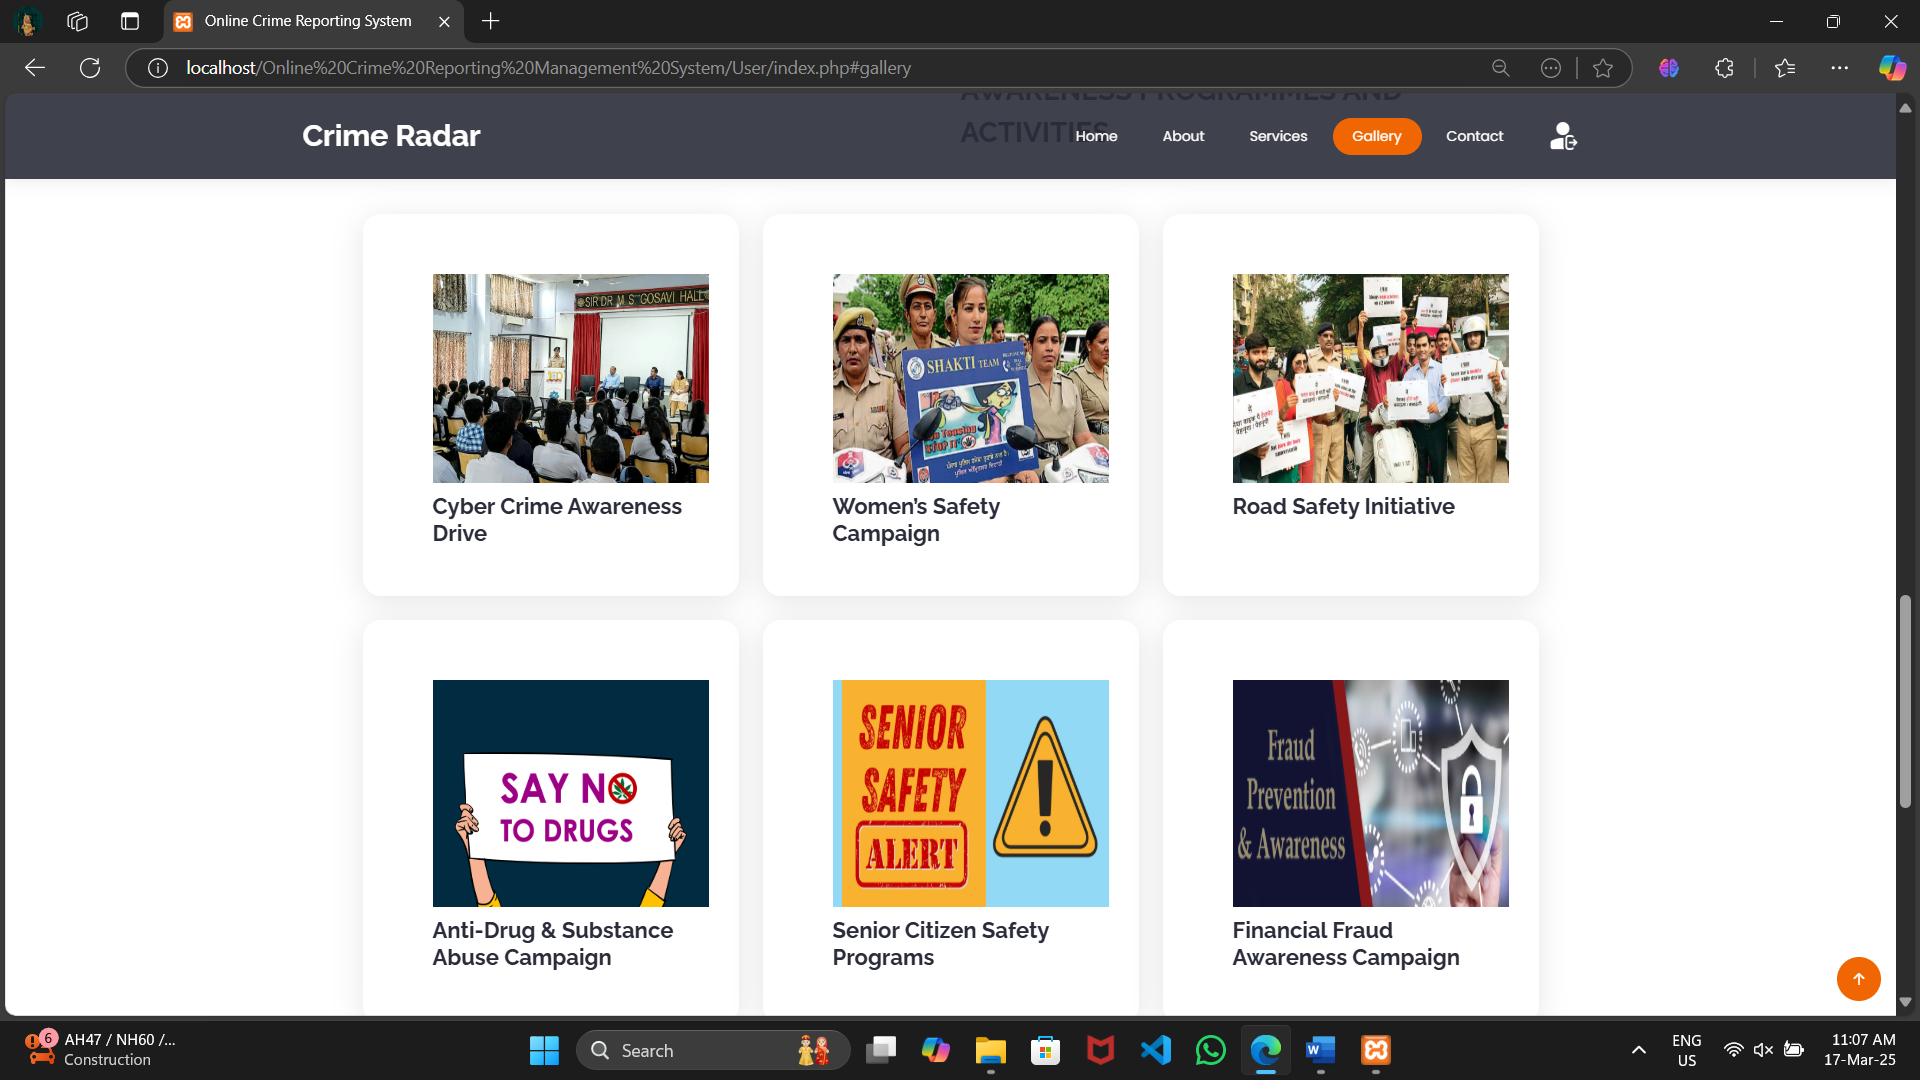 Online Crime Reporting System
localhost/Online%20Crime%20Reporting%20Management%20System/User/index.php#gallery
AWARENESS PROGRAMMES AND
ACTIVITIES
Crime Radar
Home
About
Services
Gallery
Contact
SIR DR M S GOSAVI HALL
SHAKTI TEAM
STOP IT
Cyber Crime Awareness
Drive
Women’s Safety
Campaign
Road Safety Initiative
SAY NO
TO DRUGS
SENIOR
SAFETY
ALERT
Fraud
Prevention
& Awareness
Anti-Drug & Substance
Abuse Campaign
Senior Citizen Safety
Programs
Financial Fraud
Awareness Campaign
6
AH47 / NH60 /...
Construction
Search
ENG
US
11:07 AM
17-Mar-25